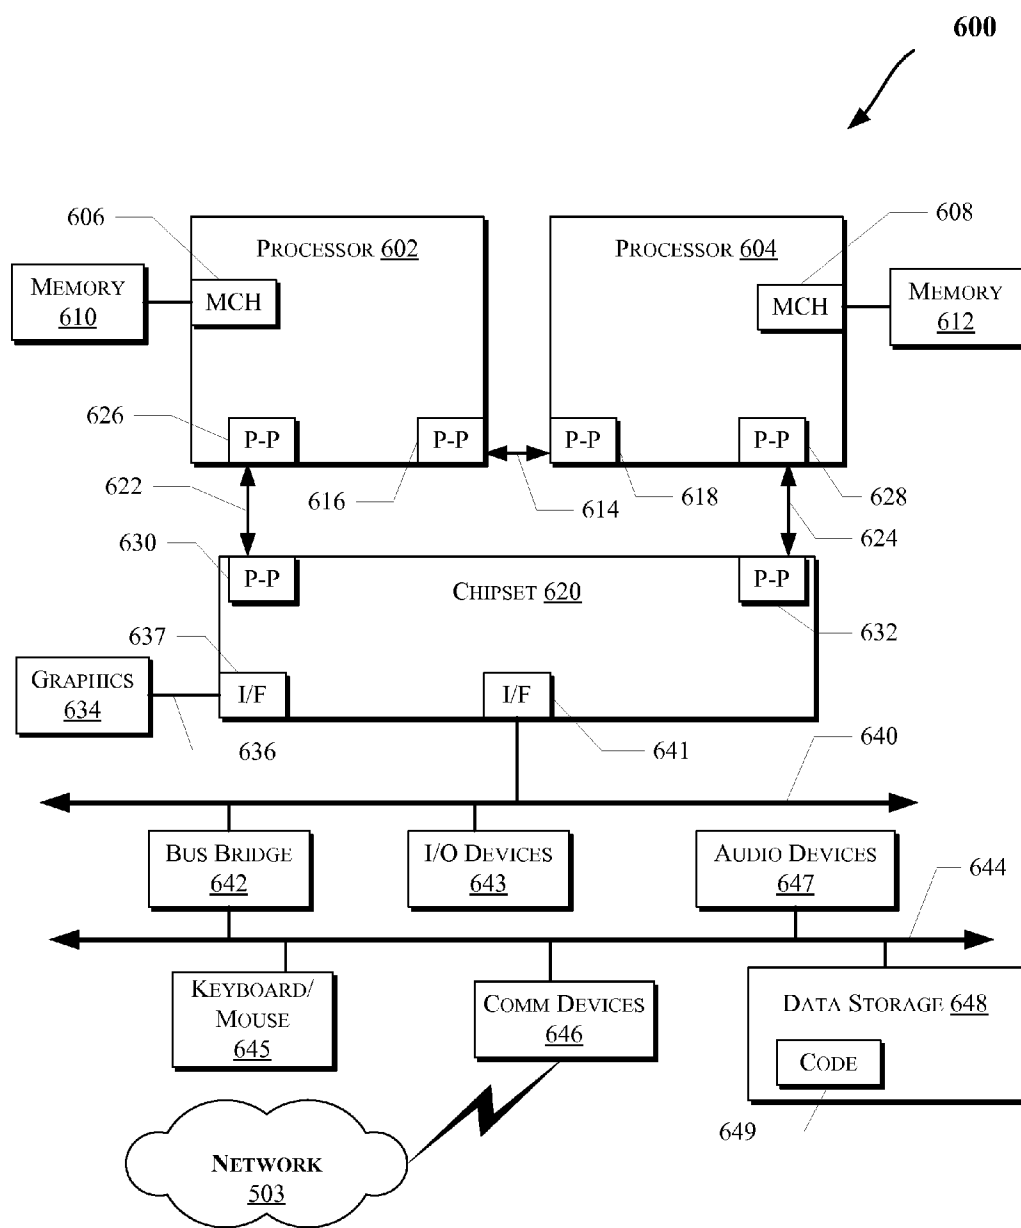 600
606
608
PROCESSOR 602
PROCESSOR 604
MEMORY
610
MCH
MCH
MEMORY
612
626
P-P
P-P
P-P
P-P
622
616
614
618
628
630
624
P-P
CHIPSET 620
P-P
637
632
GRAPHICS
634
I/F
I/F
636
641
640
BUS BRIDGE
642
I/O DEVICES
643
AUDIO DEVICES
647
644
KEYBOARD/
MOUSE
645
COMM DEVICES
646
DATA STORAGE 648
CODE
649
NETWORK
503